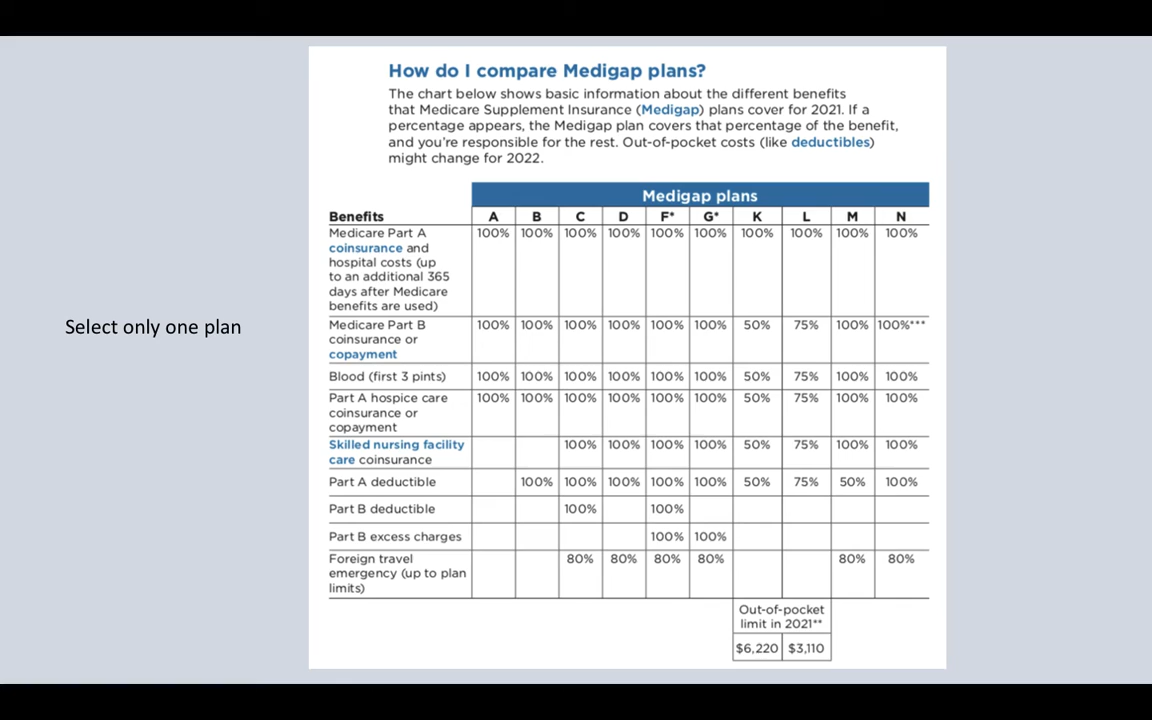 How do I compare Medigap plans?
The chart below shows basic information about the different benefits
that Medicare Supplement Insurance (Medigap) plans cover for 2021. If a
percentage appears, the Medigap plan covers that percentage of the benefit,
and you're responsible for the rest. Out-of-pocket costs (like deductibles)
might change for 2022.
Medigap plans
Benefits A B C D F* G* K L M N
Medicare Part A 100% 100% 100% 100% 100% 100% 100% 100% 100% 100%
coinsurance and
hospital costs (up
to an additional 365
days after Medicare
benefits are used)
Select only one plan
Medicare Part B 100% 100% 100% 100% 100% 100% 50% 75% 100% 100%***
coinsurance or
copayment
Blood (first 3 pints) 100% 100% 100% 100% 100% 100% 50% 75% 100% 100%
Part A hospice care 100% 100% 100% 100% 100% 100% 50% 75% 100% 100%
coinsurance or
copayment
Skilled nursing facility 100% 100% 100% 100% 50% 75% 100% 100%
care coinsurance
Part A deductible 100% 100% 100% 100% 100% 50% 75% 50% 100%
Part B deductible 100% 100%
Part B excess charges 100% 100%
Foreign travel 80% 80% 80% 80% 80% 80%
emergency (up to plan
limits)
Out-of-pocket
limit in 2021**
$6,220 $3,110